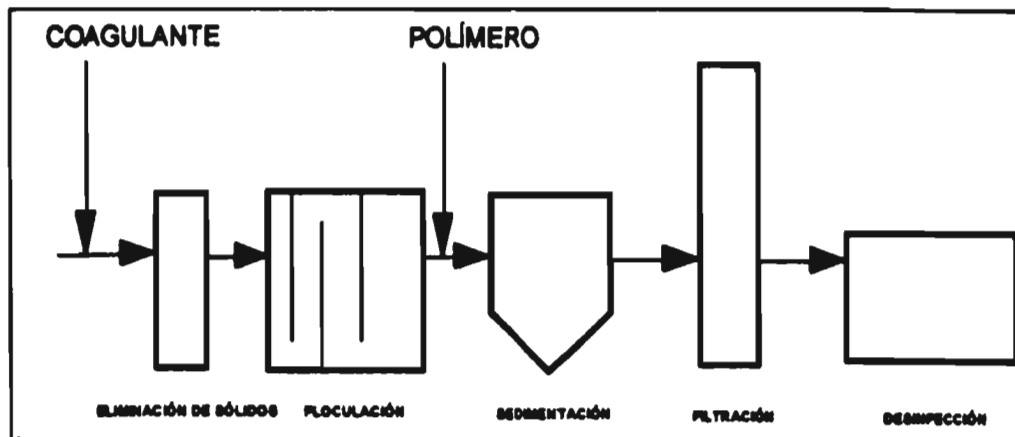 COAGULANTE
POLÍMERO
ELIMINACIÓN DE SÓLIDOS
FLOCULACIÓN
SEDIMENTACIÓN
FILTRACIÓN
DESINFECCIÓN